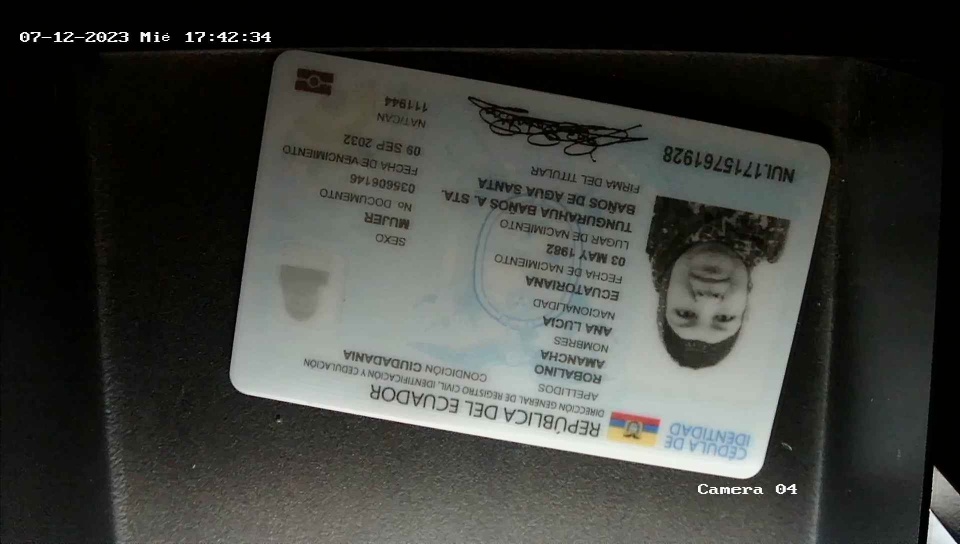 07-12-2023 Mié 17:42:34
CÉDULA DE
IDENTIDAD
REPÚBLICA DEL ECUADOR
DIRECCIÓN GENERAL DE REGISTRO CIVIL, IDENTIFICACIÓN Y CEDULACIÓN
APELLIDOS
CONDICIÓN CIUDADANÍA
ROBALINO
AMANCHA
NOMBRES
ANA LUCIA
NACIONALIDAD
ECUATORIANA
FECHA DE NACIMIENTO
03 MAY 1982
LUGAR DE NACIMIENTO
TUNGURAHUA BAÑOS A. STA.
BAÑOS DE AGUA SANTA
FIRMA DEL TITULAR
SEXO
MUJER
No. DOCUMENTO
035606146
FECHA DE VENCIMIENTO
09 SEP 2032
NAT/CAN
111944
NUI.1715761928
Camera 04